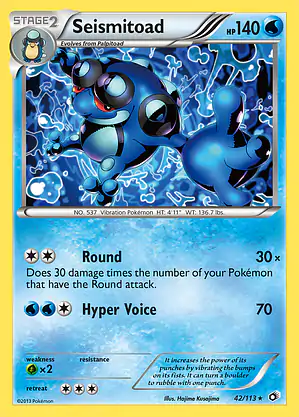 STAGE2
Seismitoad
HP140
Evolves from Palpitoad
NO. 537 Vibration Pokémon HT: 4'11" WT: 136.7 lbs.
Round 30×
Does 30 damage times the number of your Pokémon
that have the Round attack.
Hyper Voice 70
weakness resistance
×2
retreat
It increases the power of its
punches by vibrating the bumps
on its fists. It can turn a boulder
to rubble with one punch.
©2013 Pokémon
Illus. Hajime Kusajima
42/113 ★